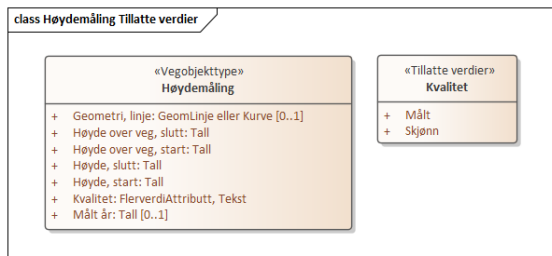 class Høydemåling Tillatte verdier
«Vegobjekttype»
Høydemåling
+ Geometri, linje: GeomLinje eller Kurve [0..1]
+ Høyde over veg, slutt: Tall
+ Høyde over veg, start: Tall
+ Høyde, slutt: Tall
+ Høyde, start: Tall
+ Kvalitet: FlerverdiAttributt, Tekst
+ Målt år: Tall [0..1]
«Tillatte verdier»
Kvalitet
+ Målt
+ Skjønn